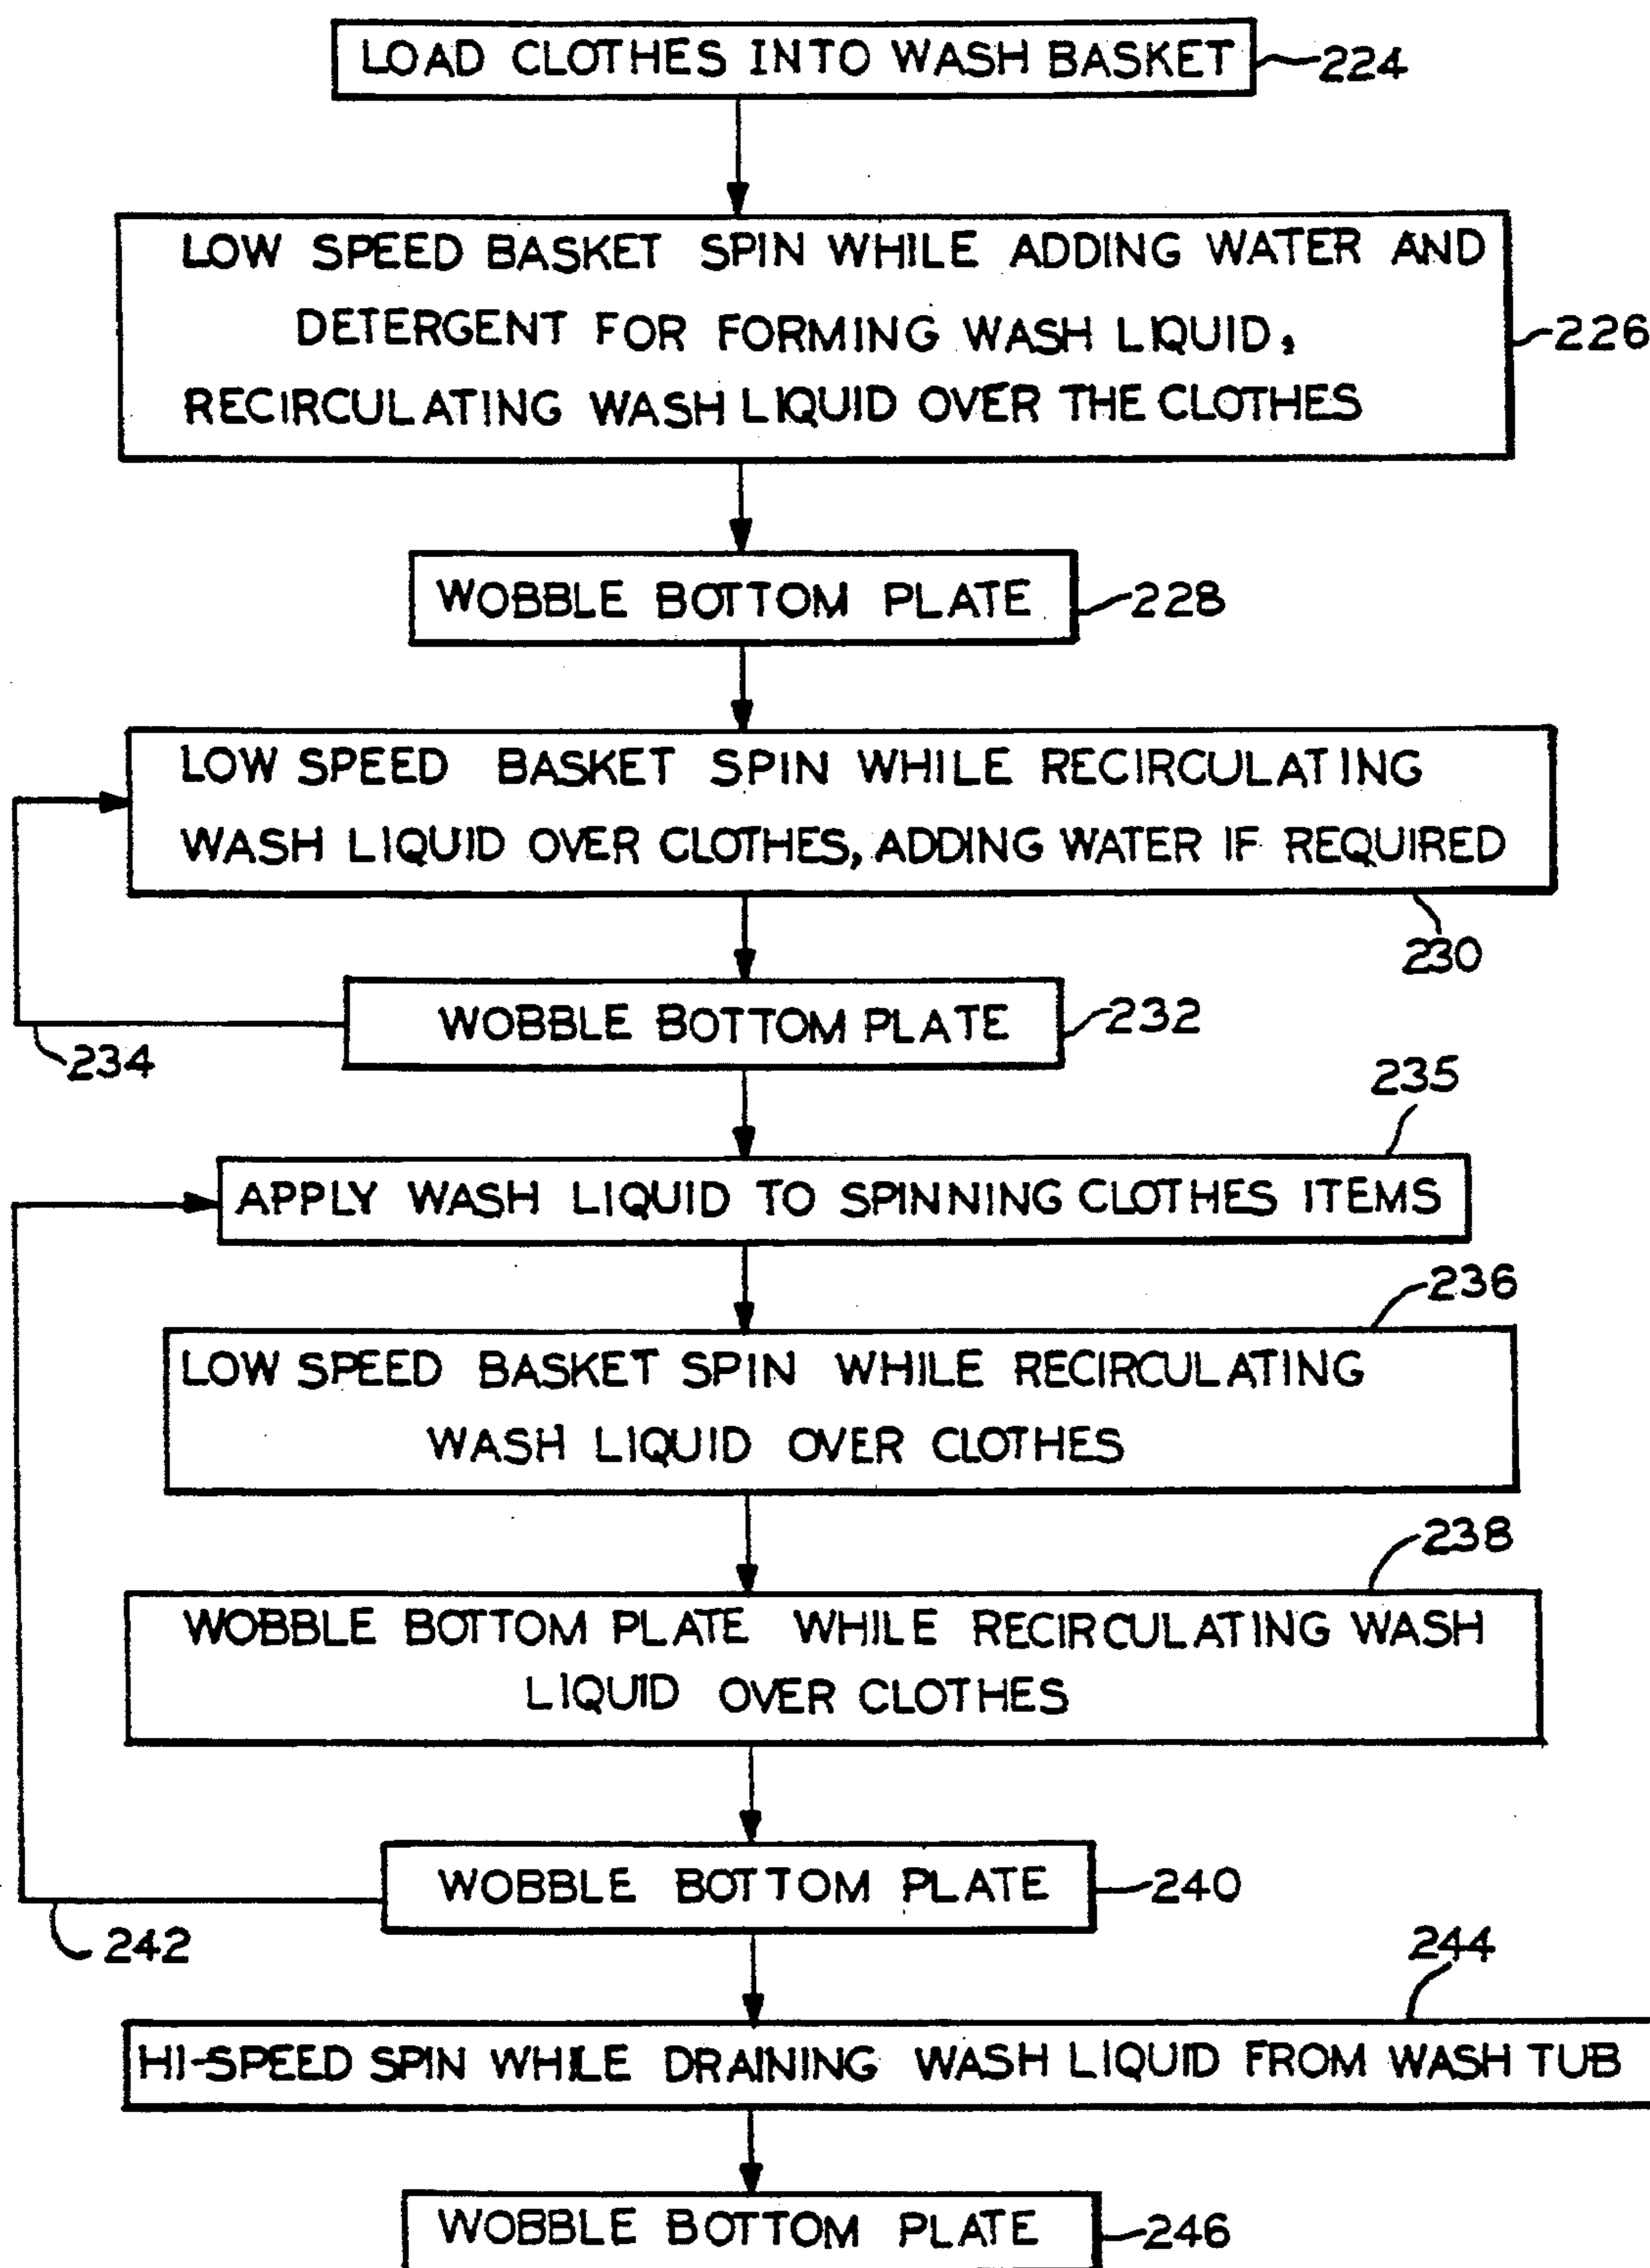 LOAD CLOTHES INTO WASH BASKET 224
LOW SPEED BASKET SPIN WHILE ADDING WATER AND
DETERGENT FOR FORMING WASH LIQUID,
226
RECIRCULATING WASH LIQUID OVER THE CLOTHES
WOBBLE BOTTOM PLATE 228
LOW SPEED BASKET SPIN WHILE RECIRCULATING
WASH LIQUID OVER CLOTHES, ADDING WATER IF REQUIRED
230
WOBBLE BOTTOM PLATE 232
234
235
APPLY WASH LIQUID TO SPINNING CLOTHES ITEMS
236
LOW SPEED BASKET SPIN WHILE RECIRCULATING
WASH LIQUID OVER CLOTHES
238
WOBBLE BOTTOM PLATE WHILE RECIRCULATING WASH
LIQUID OVER CLOTHES
WOBBLE BOTTOM PLATE 240
242
244
HI-SPEED SPIN WHILE DRAINING WASH LIQUID FROM WASH TUB
WOBBLE BOTTOM PLATE 246